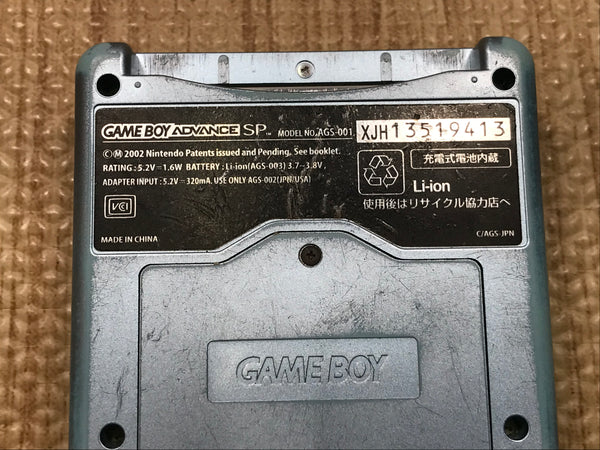 GAME BOY ADVANCE SP™ MODEL NO. AGS-001 XJH13519413
©Ⓜ 2002 Nintendo Patents issued and Pending. See booklet.
RATING : 5.2V⎓1.6W BATTERY : Li-ion(AGS-003) 3.7⎓3.8V,
ADAPTER INPUT : 5.2V⎓320mA. USE ONLY AGS-002(JPN/USA)
VCI
MADE IN CHINA
充電式電池内蔵
Li-ion
使用後はリサイクル協力店へ
C/AGS-JPN
GAME BOY